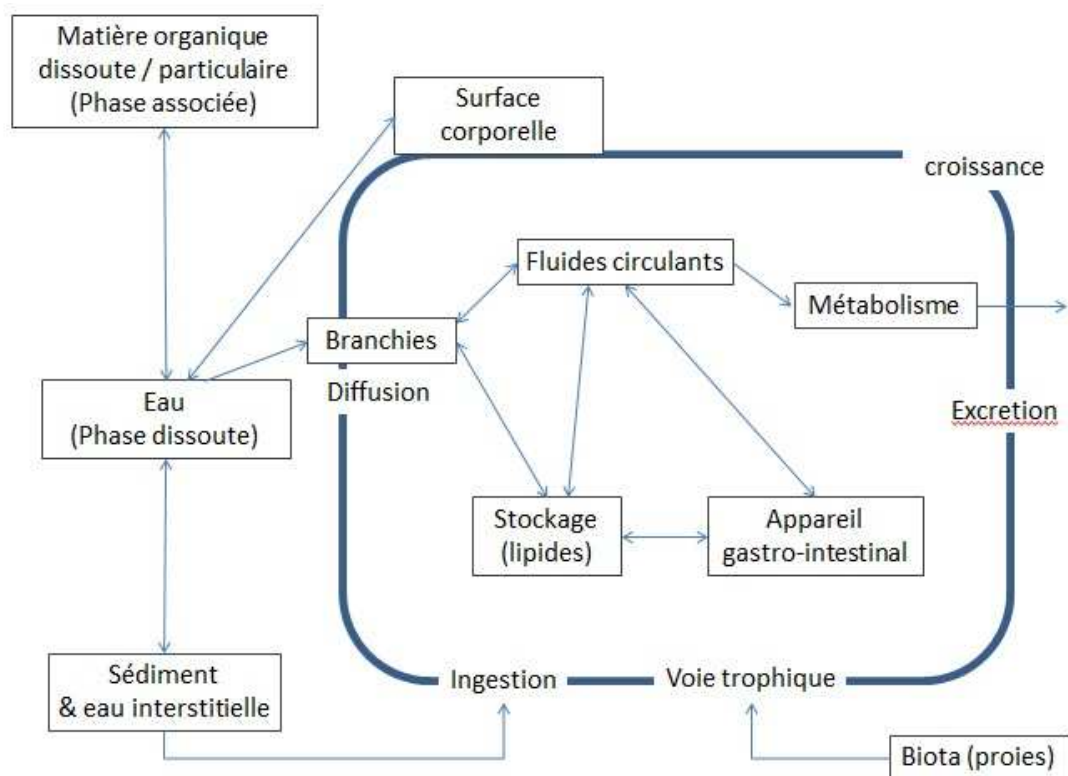 Matière organique
dissoute / particulaire
(Phase associée)
Surface
corporelle
croissance
Fluides circulants
Métabolisme
Branchies
Diffusion
Eau
(Phase dissoute)
Excretion
Stockage
(lipides)
Appareil
gastro-intestinal
Sédiment
& eau interstitielle
Ingestion
Voie trophique
Biota (proies)